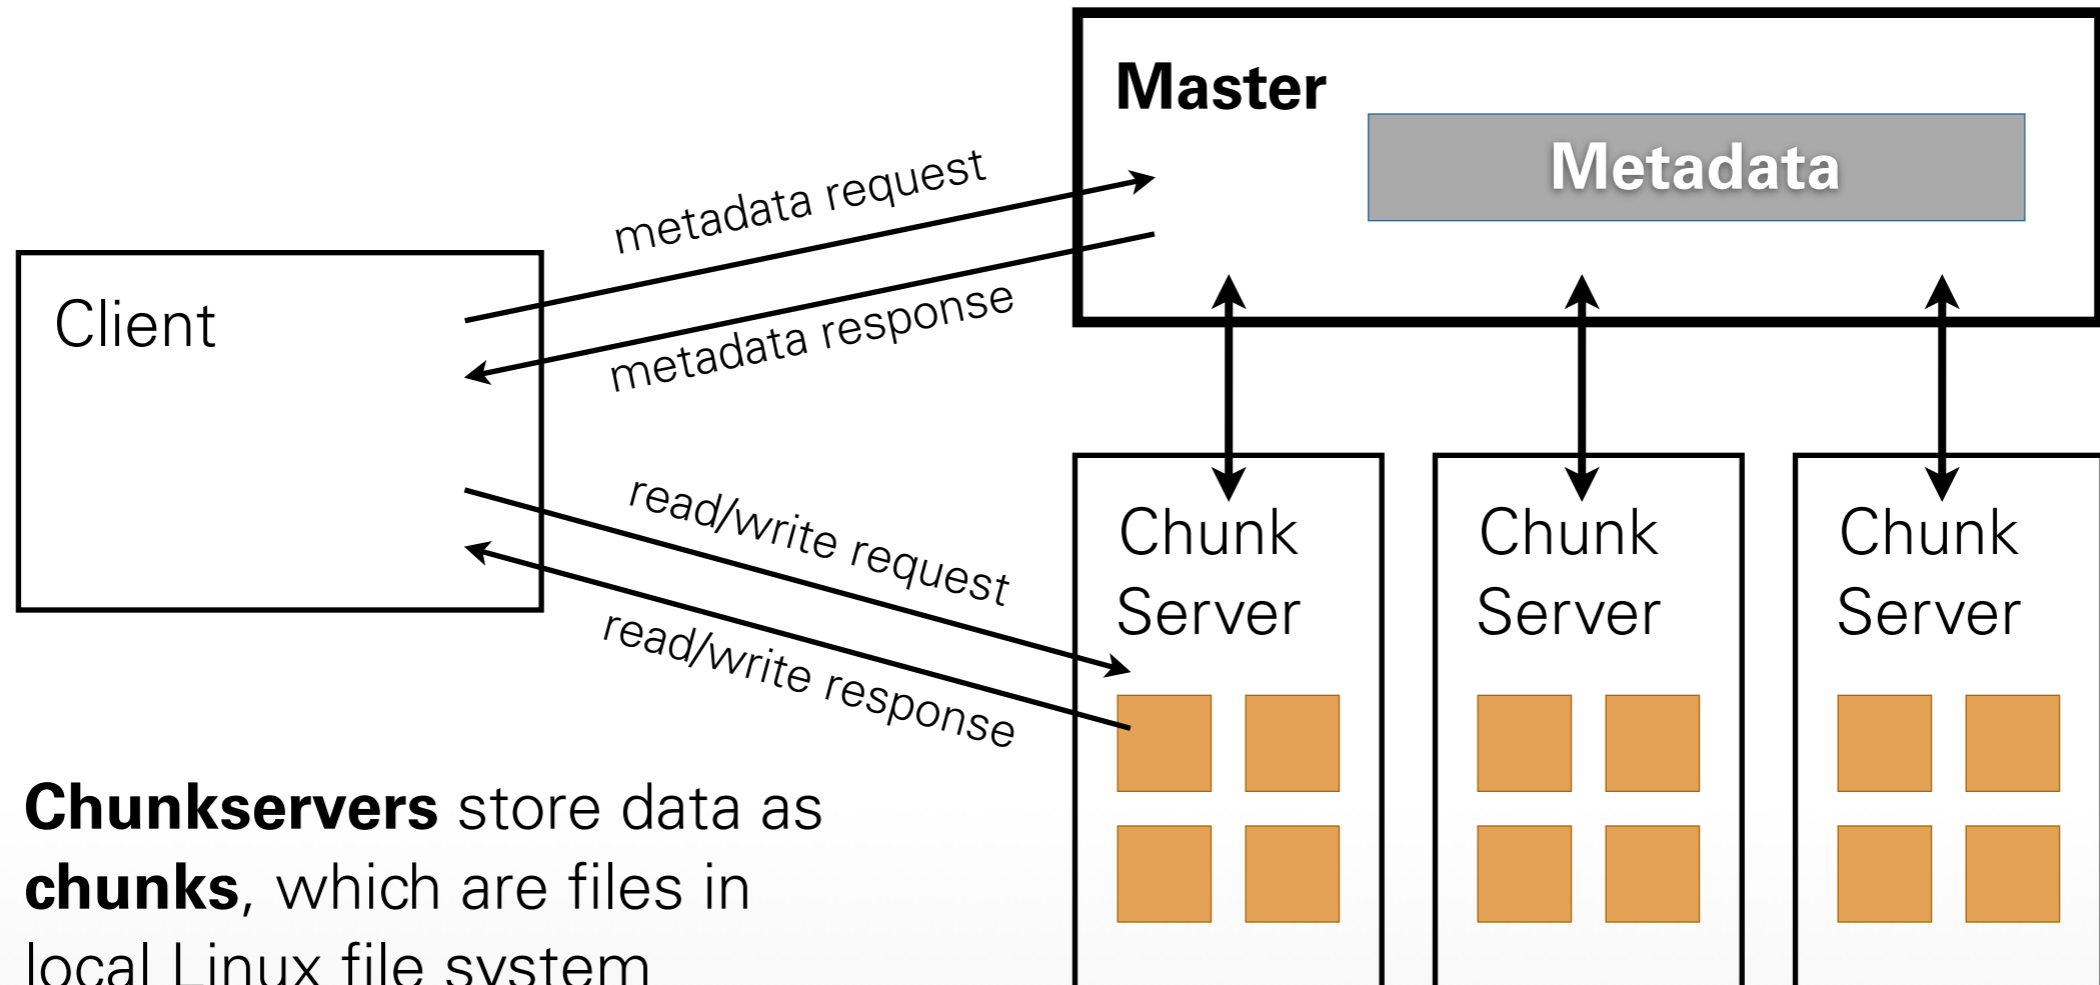 Master
Metadata
metadata request
Client
metadata response
read/write request
read/write response
Chunk
Server
Chunk
Server
Chunk
Server
Chunkservers store data as
chunks, which are files in
local Linux file system